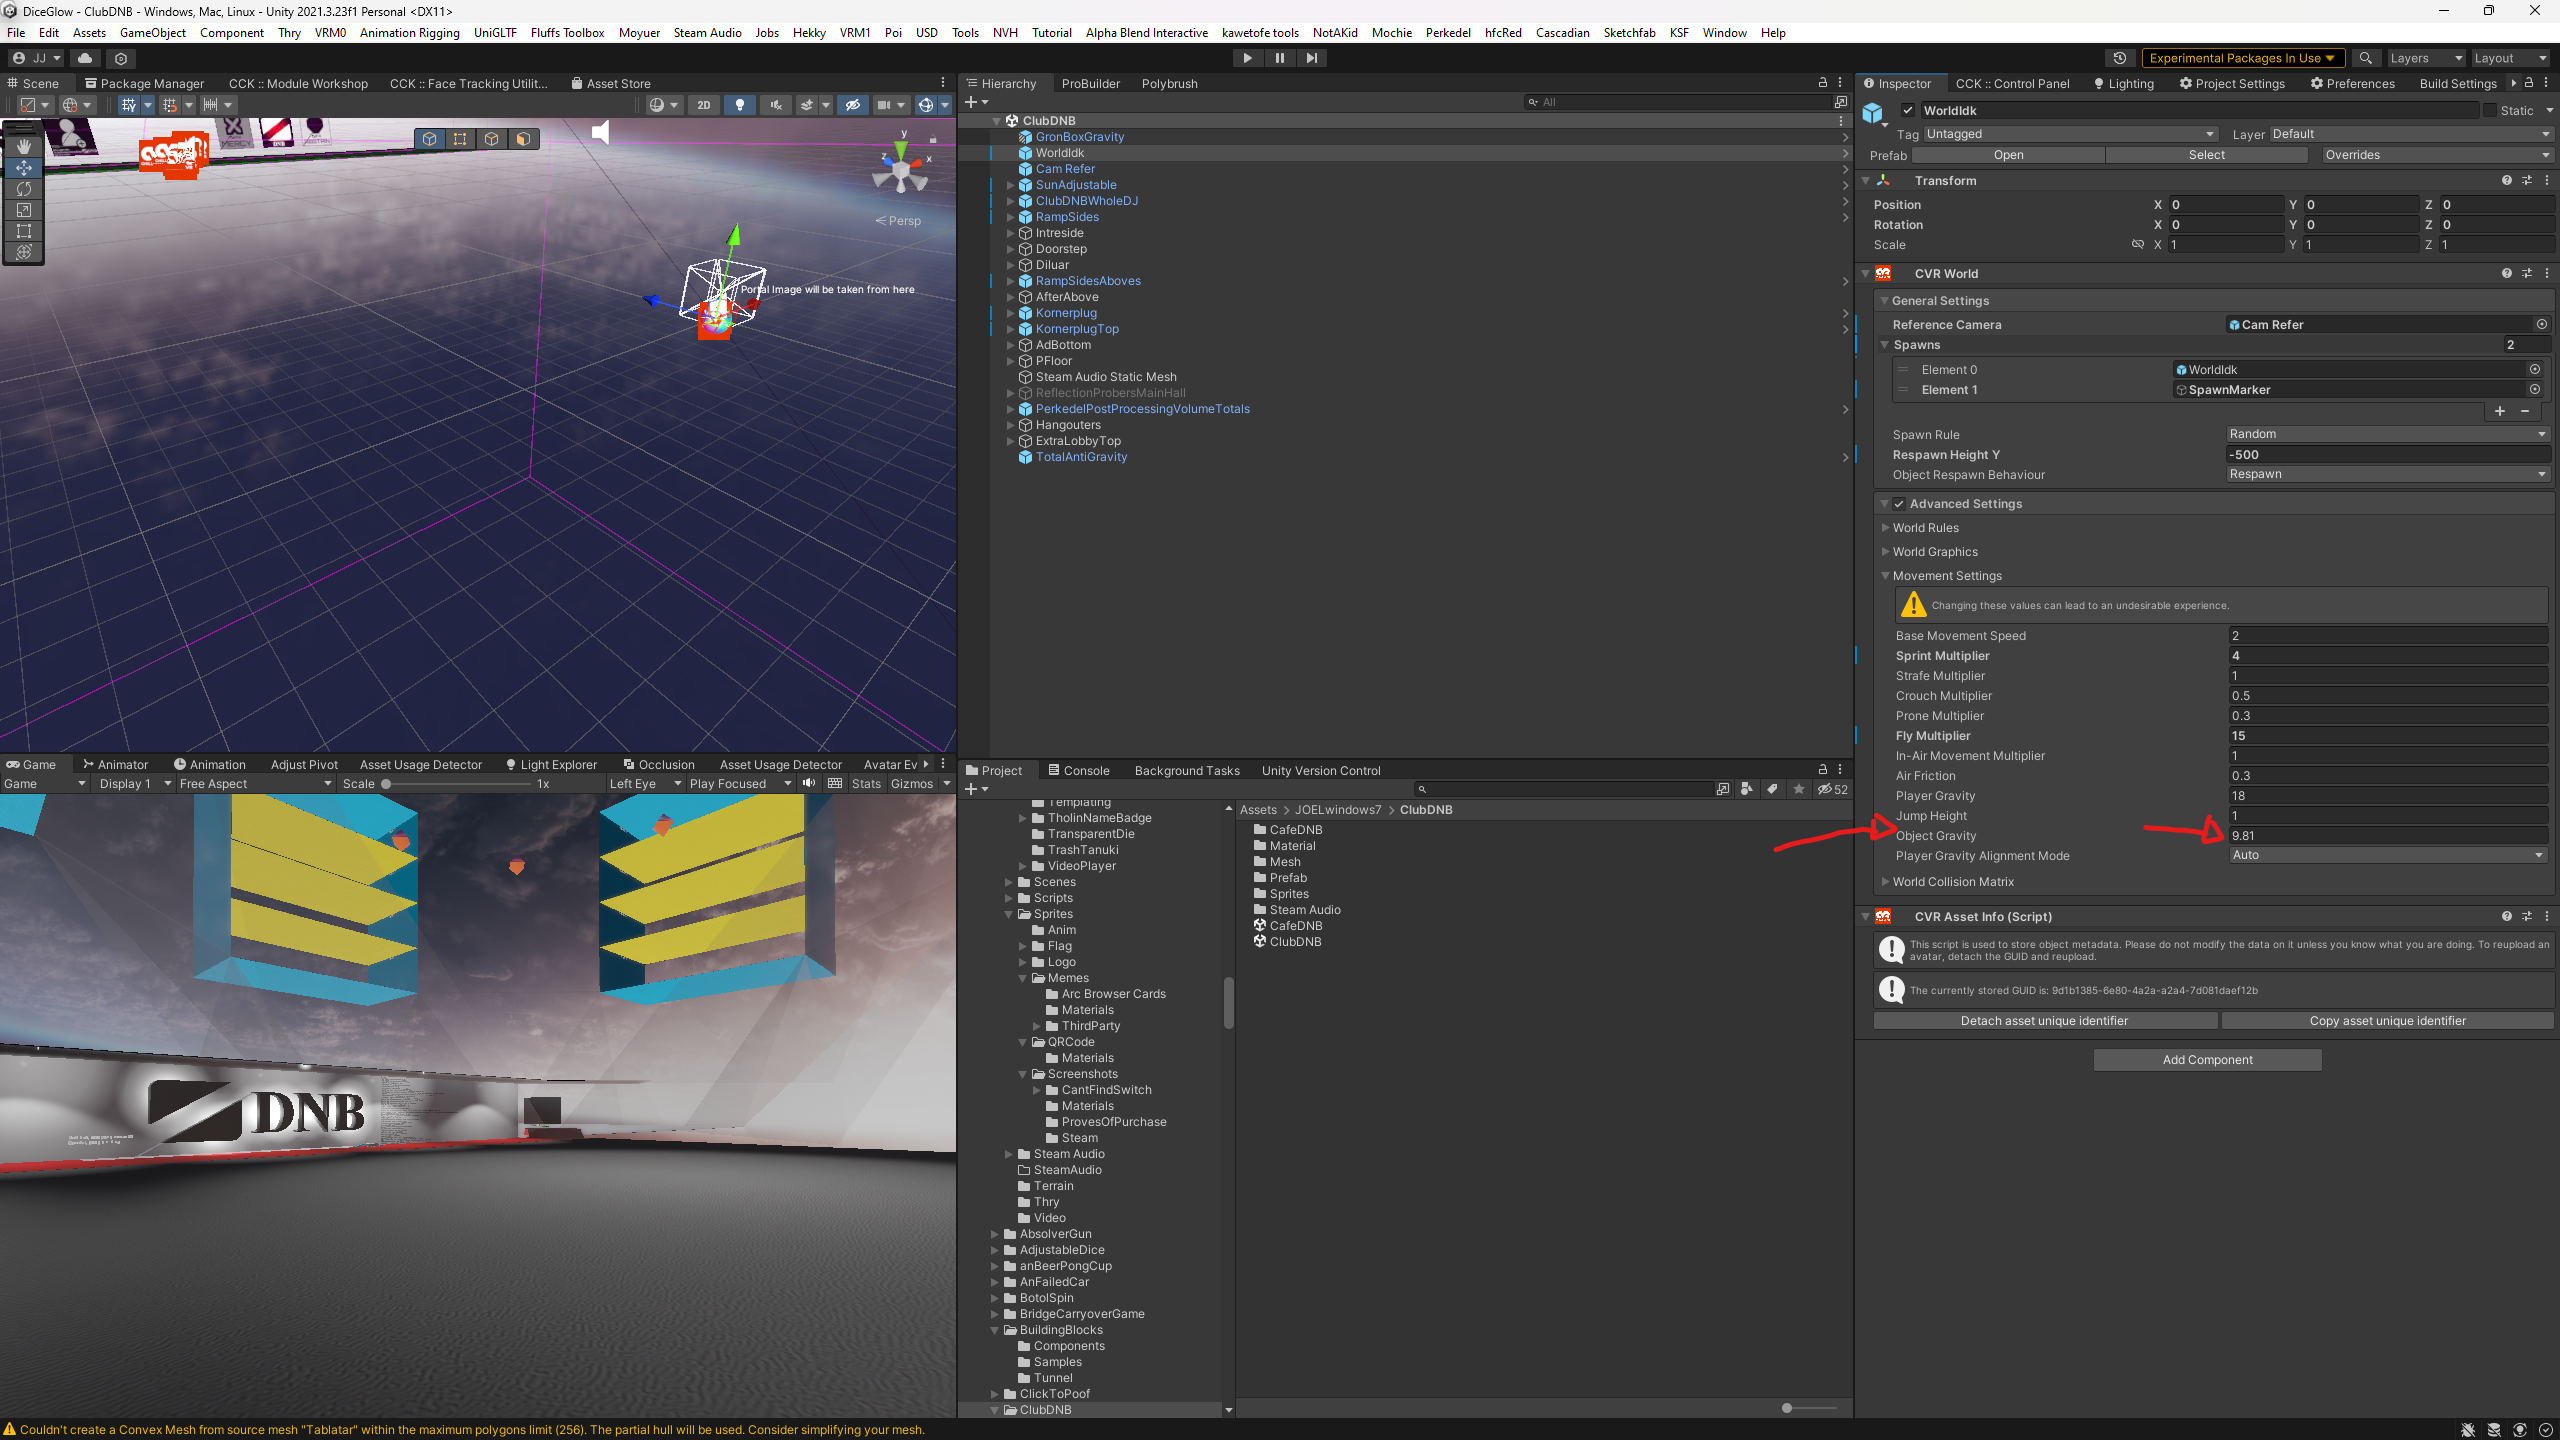 DiceGlow - ClubDNB - Windows, Mac, Linux - Unity 2021.3.23f1 Personal <DX11>
File Edit Assets GameObject Component Thry VRM0 Animation Rigging UniGLTF Fluffs Toolbox Moyuer Steam Audio Jobs Hekky VRM1 Poi USD Tools NVH Tutorial Alpha Blend Interactive kawetofe tools NotAKid Mochie Perkedel hfcRed Cascadian Sketchfab KSF Window Help
JJ
Experimental Packages In Use
Layers
Layout
Scene Package Manager CCK :: Module Workshop CCK :: Face Tracking Utilit... Asset Store
2D
y
z
x
Persp
Portal Image will be taken from here
Hierarchy ProBuilder Polybrush
All
ClubDNB
GronBoxGravity
WorldIdk
Cam Refer
SunAdjustable
ClubDNBWholeDJ
RampSides
Intreside
Doorstep
Diluar
RampSidesAboves
AfterAbove
Kornerplug
KornerplugTop
AdBottom
PFloor
Steam Audio Static Mesh
ReflectionProbersMainHall
PerkedelPostProcessingVolumeTotals
Hangouters
ExtraLobbyTop
TotalAntiGravity
Inspector CCK :: Control Panel Lighting Project Settings Preferences Build Settings
WorldIdk Static
Tag Untagged Layer Default
Prefab Open Select Overrides
Transform
Position X 0 Y 0 Z 0
Rotation X 0 Y 0 Z 0
Scale X 1 Y 1 Z 1
CVR World
General Settings
Reference Camera Cam Refer
Spawns 2
Element 0 WorldIdk
Element 1 SpawnMarker
Spawn Rule Random
Respawn Height Y -500
Object Respawn Behaviour Respawn
Advanced Settings
World Rules
World Graphics
Movement Settings
Changing these values can lead to an undesirable experience.
Base Movement Speed 2
Sprint Multiplier 4
Strafe Multiplier 1
Crouch Multiplier 0.5
Prone Multiplier 0.3
Fly Multiplier 15
In-Air Movement Multiplier 1
Air Friction 0.3
Player Gravity 18
Jump Height 1
Object Gravity 9.81
Player Gravity Alignment Mode Auto
World Collision Matrix
CVR Asset Info (Script)
This script is used to store object metadata. Please do not modify the data on it unless you know what you are doing. To reupload an
avatar, detach the GUID and reupload.
The currently stored GUID is: 9d1b1385-6e80-4a2a-a2a4-7d081daef12b
Detach asset unique identifier Copy asset unique identifier
Add Component
Game Animator Animation Adjust Pivot Asset Usage Detector Light Explorer Occlusion Asset Usage Detector Avatar Ev
Game Display 1 Free Aspect Scale 1x Left Eye Play Focused Stats Gizmos
DNB
Project Console Background Tasks Unity Version Control
52
Templating
TholinNameBadge
TransparentDie
TrashTanuki
VideoPlayer
Scenes
Scripts
Sprites
Anim
Flag
Logo
Memes
Arc Browser Cards
Materials
ThirdParty
QRCode
Materials
Screenshots
CantFindSwitch
Materials
ProvesOfPurchase
Steam
Steam Audio
SteamAudio
Terrain
Thry
Video
AbsolverGun
AdjustableDice
anBeerPongCup
AnFailedCar
BotolSpin
BridgeCarryoverGame
BuildingBlocks
Components
Samples
Tunnel
ClickToPoof
ClubDNB
Assets > JOELwindows7 > ClubDNB
CafeDNB
Material
Mesh
Prefab
Sprites
Steam Audio
CafeDNB
ClubDNB
Couldn't create a Convex Mesh from source mesh "Tablatar" within the maximum polygons limit (256). The partial hull will be used. Consider simplifying your mesh.